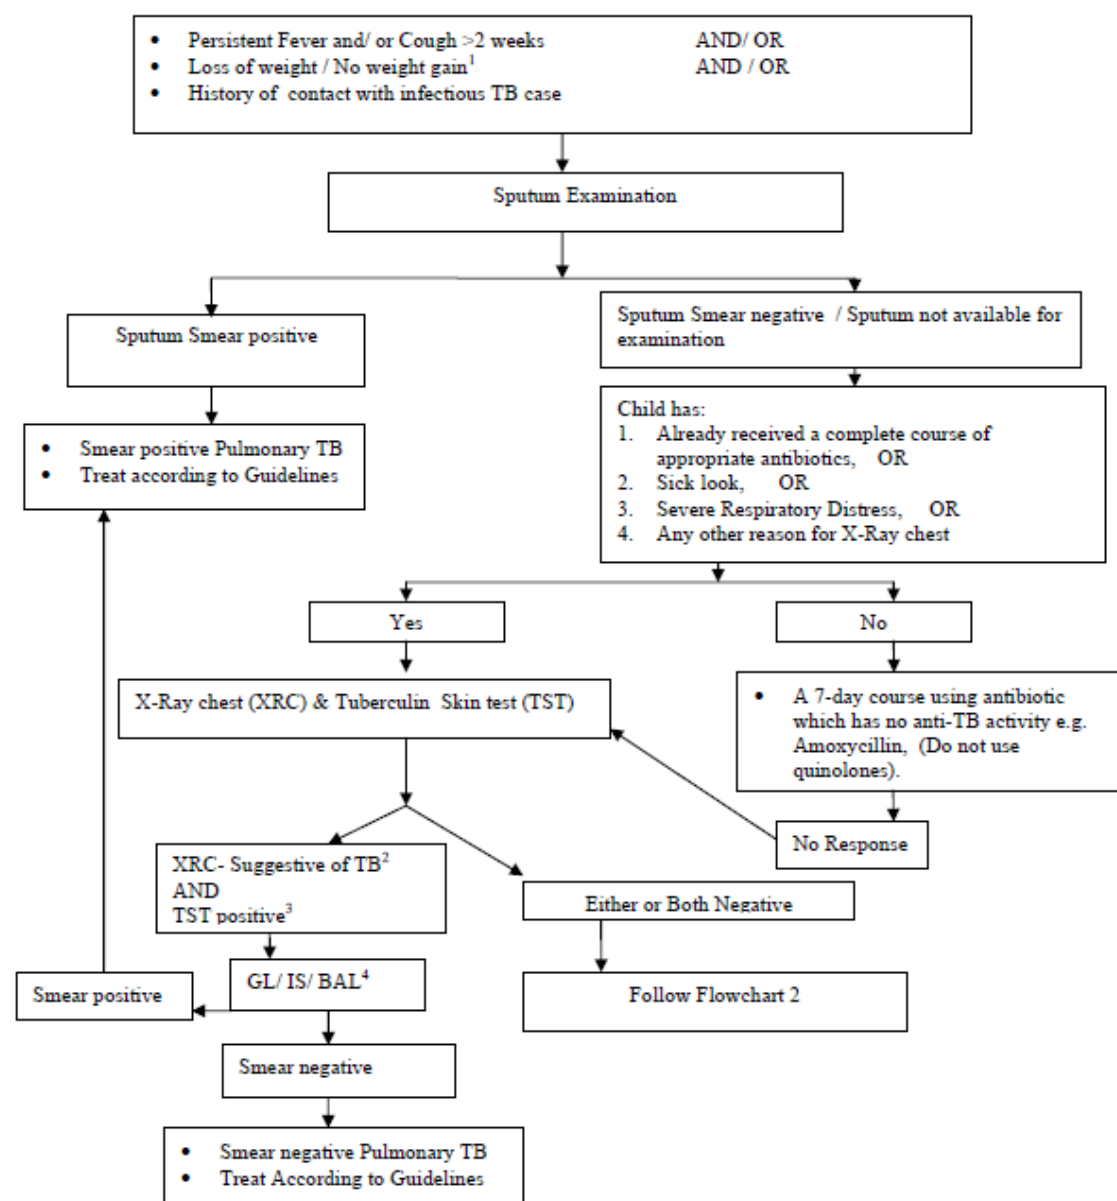 • Persistent Fever and/ or Cough >2 weeks AND/ OR
• Loss of weight / No weight gain1 AND / OR
• History of contact with infectious TB case
Sputum Examination
Sputum Smear positive
Sputum Smear negative / Sputum not available for
examination
• Smear positive Pulmonary TB
• Treat according to Guidelines
Child has:
1. Already received a complete course of
appropriate antibiotics, OR
2. Sick look, OR
3. Severe Respiratory Distress, OR
4. Any other reason for X-Ray chest
Yes
No
X-Ray chest (XRC) & Tuberculin Skin test (TST)
• A 7-day course using antibiotic
which has no anti-TB activity e.g.
Amoxycillin, (Do not use
quinolones).
No Response
XRC- Suggestive of TB2
AND
TST positive3
Either or Both Negative
GL/ IS/ BAL4
Smear positive
Follow Flowchart 2
Smear negative
• Smear negative Pulmonary TB
• Treat According to Guidelines